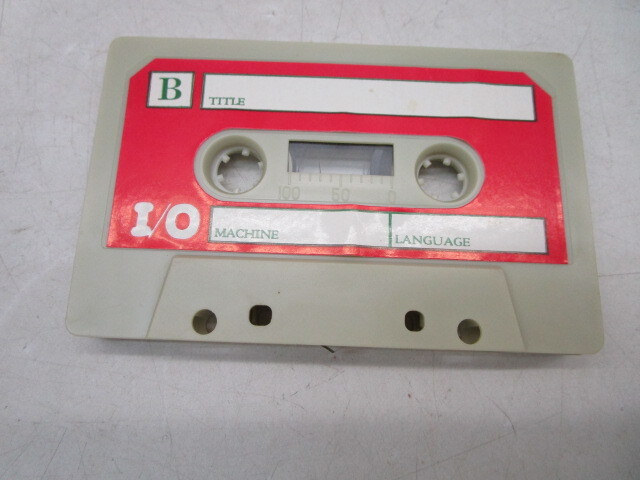 B
TITLE
100 50 0
I/O
MACHINE
LANGUAGE